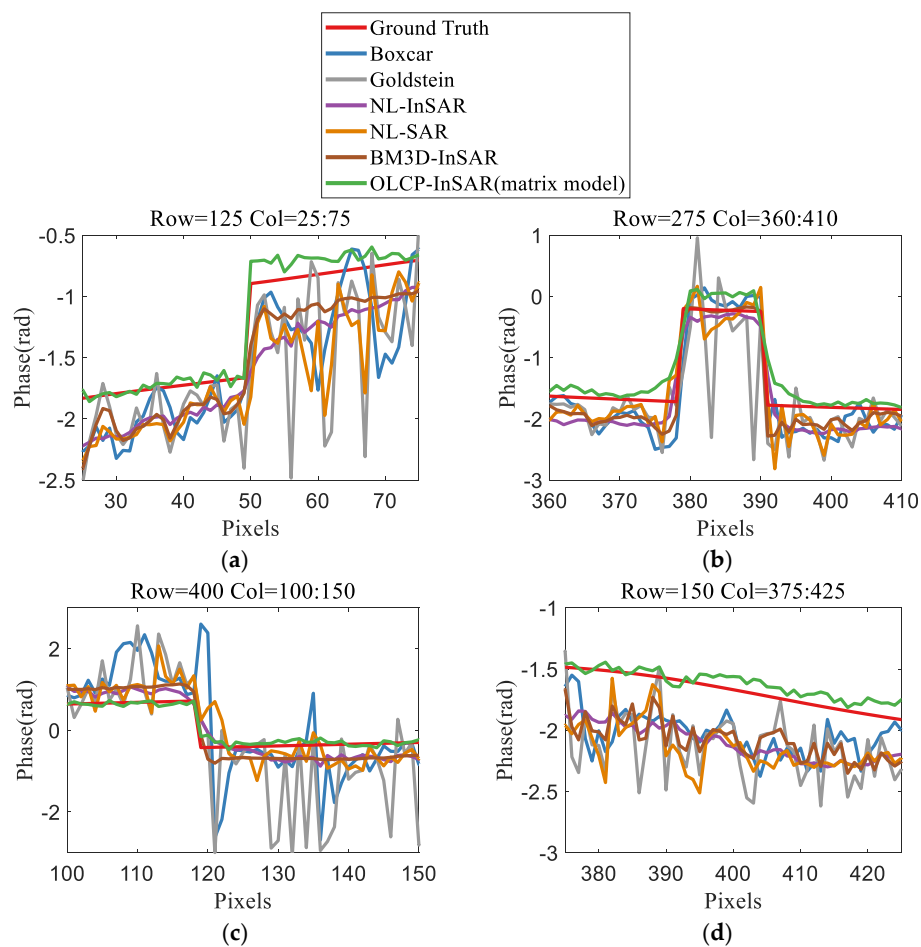 Ground Truth
Boxcar
Goldstein
NL-InSAR
NL-SAR
BM3D-InSAR
OLCP-InSAR(matrix model)
Row=125 Col=25:75
-0.5
-1
-1.5
-2
-2.5
Phase(rad)
30 40 50 60 70
Pixels
(a)
Row=275 Col=360:410
1
0
-1
-2
-3
Phase(rad)
360 370 380 390 400 410
Pixels
(b)
Row=400 Col=100:150
2
0
-2
Phase(rad)
100 110 120 130 140 150
Pixels
(c)
Row=150 Col=375:425
-1
-1.5
-2
-2.5
-3
Phase(rad)
380 390 400 410 420
Pixels
(d)